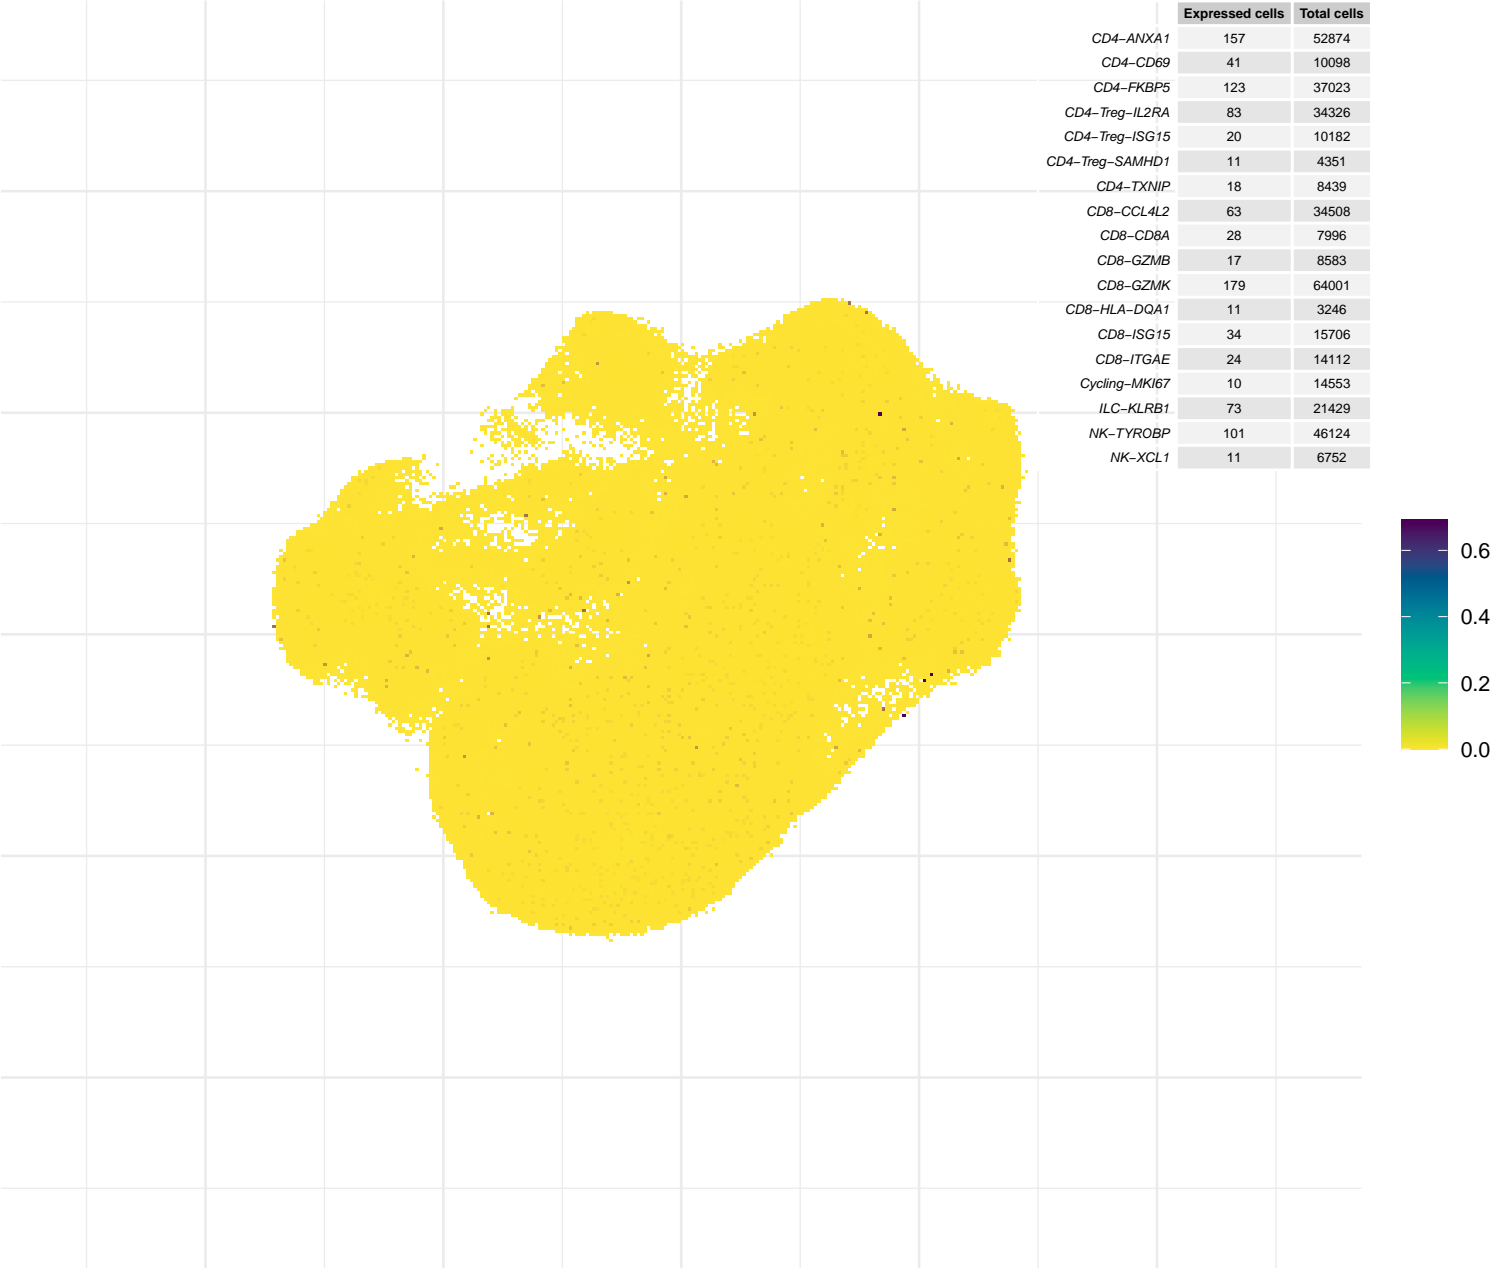 Expressed cells Total cells
CD4−ANXA1 157 52874
CD4−CD69 41 10098
CD4−FKBP5 123 37023
CD4−Treg−IL2RA 83 34326
CD4−Treg−ISG15 20 10182
CD4−Treg−SAMHD1 11 4351
CD4−TXNIP 18 8439
CD8−CCL4L2 63 34508
CD8−CD8A 28 7996
CD8−GZMB 17 8583
CD8−GZMK 179 64001
CD8−HLA−DQA1 11 3246
CD8−ISG15 34 15706
CD8−ITGAE 24 14112
Cycling−MKI67 10 14553
ILC−KLRB1 73 21429
NK−TYROBP 101 46124
NK−XCL1 11 6752
0.6
0.4
0.2
0.0